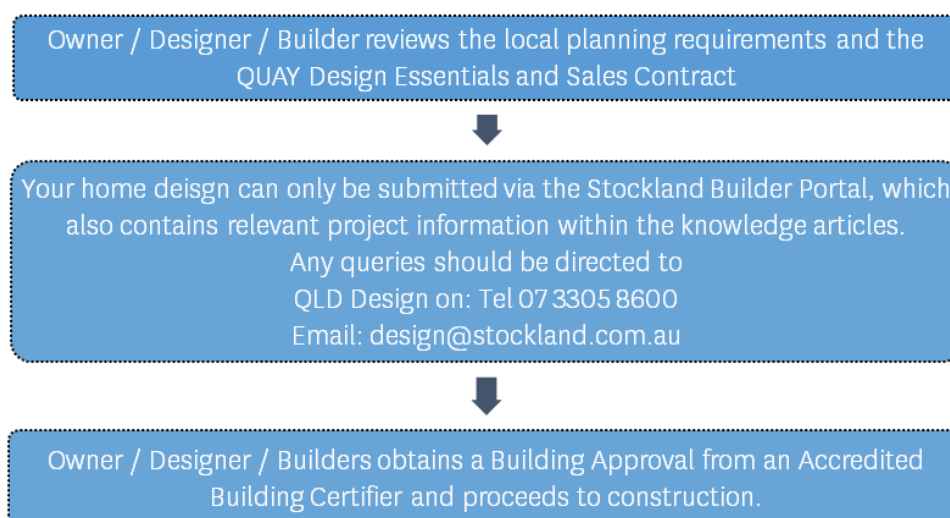 Owner / Designer / Builder reviews the local planning requirements and the
QUAY Design Essentials and Sales Contract
Your home deisgn can only be submitted via the Stockland Builder Portal, which
also contains relevant project information within the knowledge articles.
Any queries should be directed to
QLD Design on: Tel 07 3305 8600
Email: design@stockland.com.au
Owner / Designer / Builders obtains a Building Approval from an Accredited
Building Certifier and proceeds to construction.